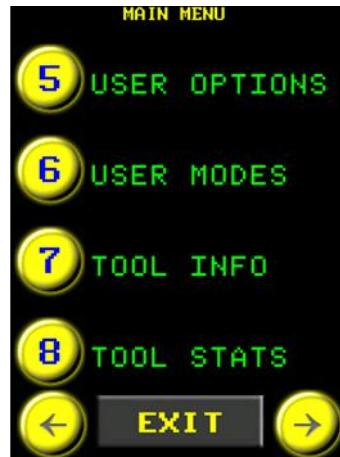 MAIN MENU
5 USER OPTIONS
6 USER MODES
7 TOOL INFO
8 TOOL STATS
← EXIT →